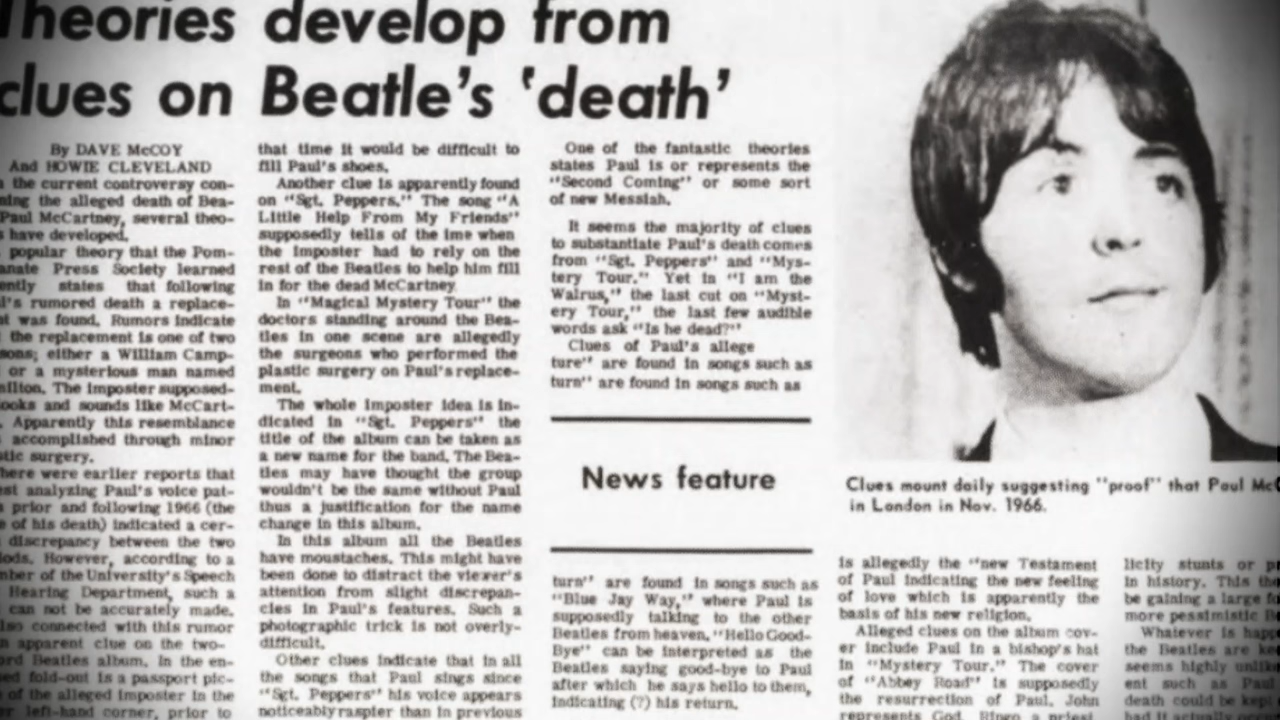 Theories develop from
clues on Beatle's 'death'
By DAVE McCOY
And HOWIE CLEVELAND
the current controversy con-
ning the alleged death of Bea-
Paul McCartney, several theo-
have developed.
popular theory that the Pom-
anate Press Society learned
ently states that following
l's rumored death a replace-
t was found. Rumors indicate
the replacement is one of two
sons; either a William Camp-
or a mysterious man named
milton. The imposter supposed-
ooks and sounds like McCart-
Apparently this resemblance
accomplished through minor
tic surgery.
here were earlier reports that
st analyzing Paul's voice pat-
prior and following 1966 (the
e of his death) indicated a cer-
discrepancy between the two
ods. However, according to a
mber of the University's Speech
Hearing Department, such a
can not be accurately made.
lso connected with this rumor
apparent clue on the two-
ord Beatles album. In the en-
ed fold-out is a passport pic-
of the alleged imposter in the
r left-hand corner, prior to
that time it would be difficult to
fill Paul's shoes.
Another clue is apparently found
on "Sgt. Peppers." The song "A
Little Help From My Friends"
supposedly tells of the ime when
the imposter had to rely on the
rest of the Beatles to help him fill
in for the dead McCartney.
In "Magical Mystery Tour" the
doctors standing around the Bea-
tles in one scene are allegedly
the surgeons who performed the
plastic surgery on Paul's replace-
ment.
The whole imposter idea is in-
dicated in "Sgt. Peppers" the
title of the album can be taken as
a new name for the band. The Bea-
tles may have thought the group
wouldn't be the same without Paul
thus a justification for the name
change in this album.
In this album all the Beatles
have moustaches. This might have
been done to distract the viewer's
attention from slight discrepan-
cies in Paul's features. Such a
photographic trick is not overly-
difficult.
Other clues indicate that in all
the songs that Paul sings since
"Sgt. Peppers" his voice appears
noticeably raspier than in previous
One of the fantastic theories
states Paul is or represents the
"Second Coming" or some sort
of new Messiah.
It seems the majority of clues
to substantiate Paul's death comes
from "Sgt. Peppers" and "Mys-
tery Tour." Yet in "I am the
Walrus," the last cut on "Myst-
ery Tour," the last few audible
words ask "Is he dead?"
Clues of Paul's allege
ture" are found in songs such as
turn" are found in songs such as
News feature
turn" are found in songs such as
"Blue Jay Way," where Paul is
supposedly talking to the other
Beatles from heaven. "Hello Good-
Bye" can be interpreted as the
Beatles saying good-bye to Paul
after which he says hello to them,
indicating (?) his return.
Clues mount daily suggesting "proof" that Paul McC
in London in Nov. 1966.
is allegedly the "new Testament
of Paul indicating the new feeling
of love which is apparently the
basis of his new religion.
Alleged clues on the album cov-
er include Paul in a bishop's hat
in "Mystery Tour." The cover
of "Abbey Road" is supposedly
the resurrection of Paul. John
represents God, Ringo a priest
licity stunts or p
in history. This the
be gaining a large fo
more pessimistic B
Whatever is happ
the Beatles are ke
seems highly unlike
ent such as Paul
death could be kept